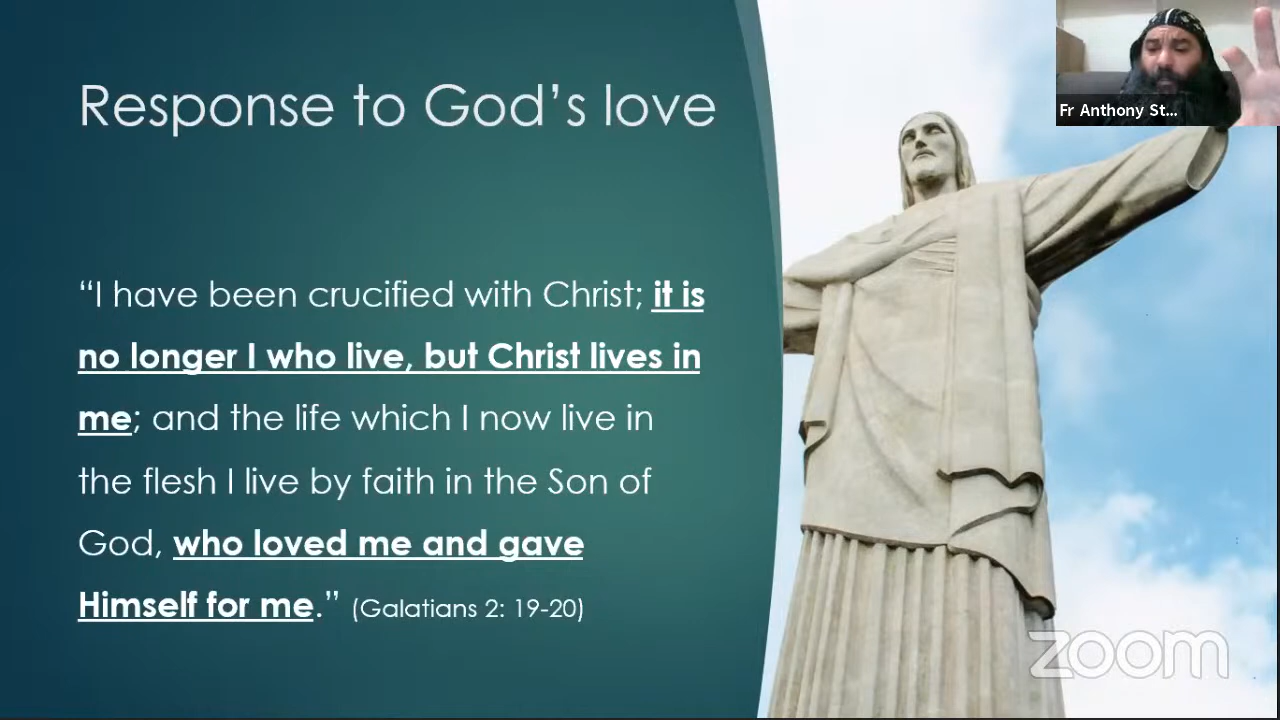 Response to God's love
Fr Anthony St...
“I have been crucified with Christ; it is
no longer I who live, but Christ lives in
me; and the life which I now live in
the flesh I live by faith in the Son of
God, who loved me and gave
Himself for me.” (Galatians 2: 19-20)
zoom